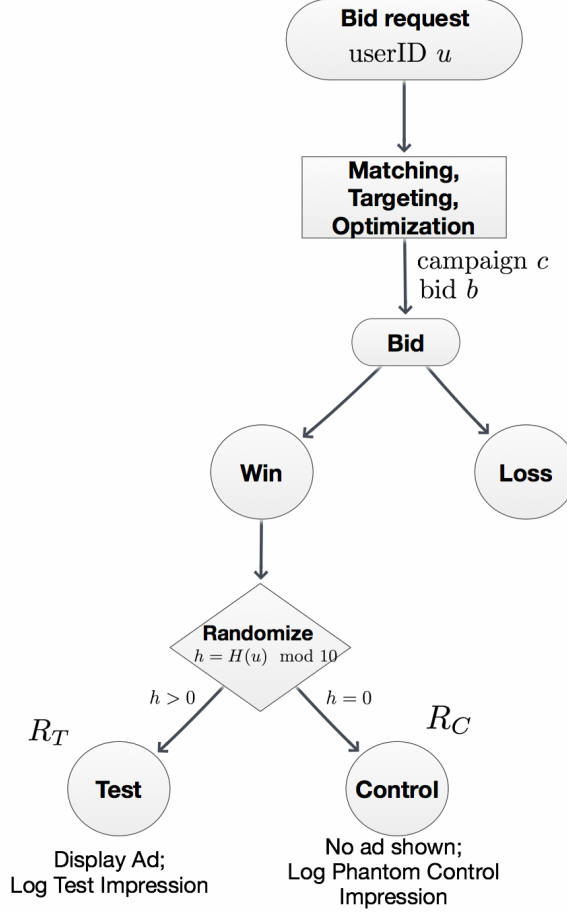 Bid request
userID u
Matching,
Targeting,
Optimization
campaign c
bid b
Bid
Win
Loss
Randomize
h = H(u) mod 10
h > 0
h = 0
R_T
R_C
Test
Control
Display Ad;
Log Test Impression
No ad shown;
Log Phantom Control
Impression